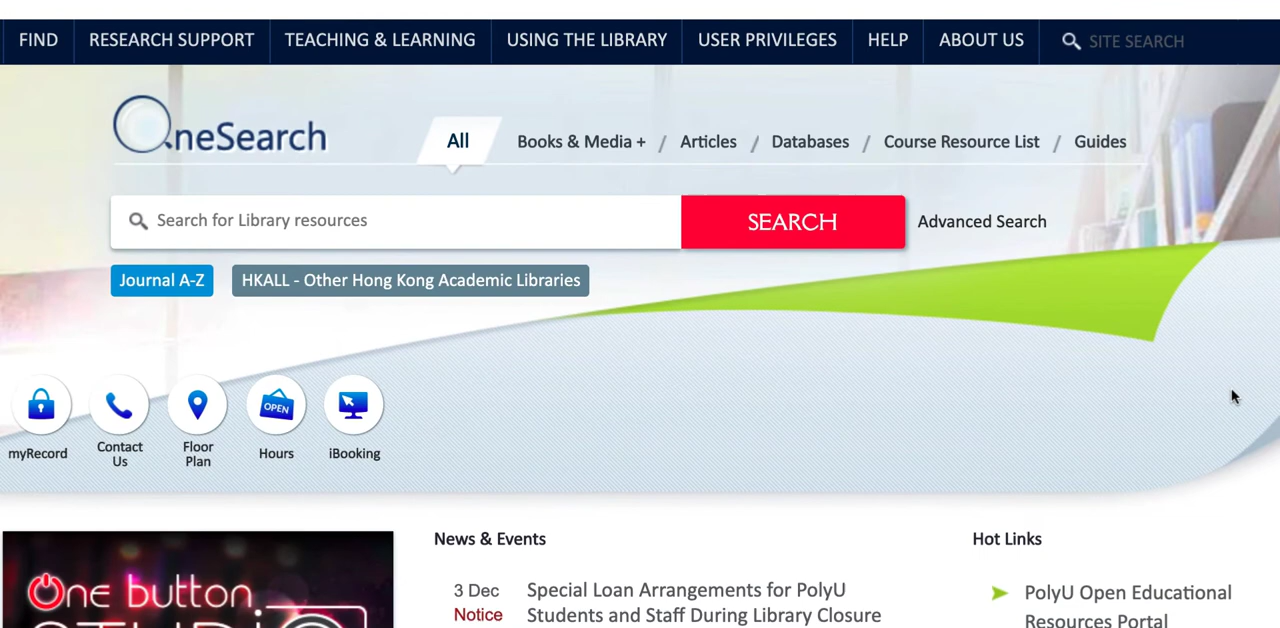 FIND RESEARCH SUPPORT TEACHING & LEARNING USING THE LIBRARY USER PRIVILEGES HELP ABOUT US SITE SEARCH
OneSearch
All Books & Media + / Articles / Databases / Course Resource List / Guides
Search for Library resources SEARCH Advanced Search
Journal A-Z HKALL - Other Hong Kong Academic Libraries
OPEN
myRecord
Contact
Us
Floor
Plan
Hours
iBooking
One button
STUDIO
News & Events
3 Dec Special Loan Arrangements for PolyU
Notice Students and Staff During Library Closure
Hot Links
PolyU Open Educational
Resources Portal